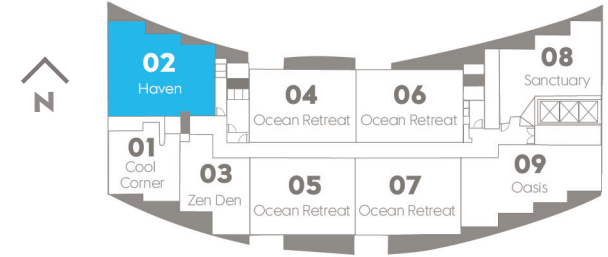 N
02
Haven
04
Ocean Retreat
06
Ocean Retreat
08
Sanctuary
01
Cool
Corner
03
Zen Den
05
Ocean Retreat
07
Ocean Retreat
09
Oasis